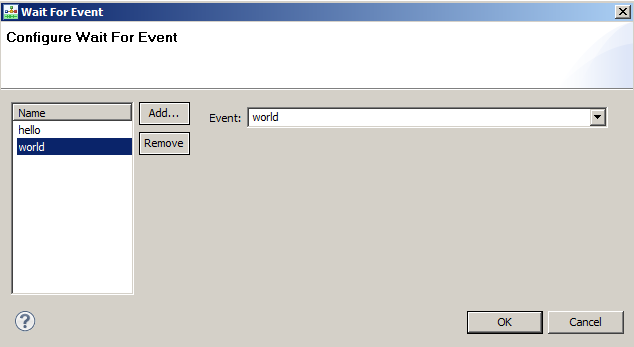 Wait For Event
Configure Wait For Event
Name
hello
world
Add...
Remove
Event: world
?
OK
Cancel